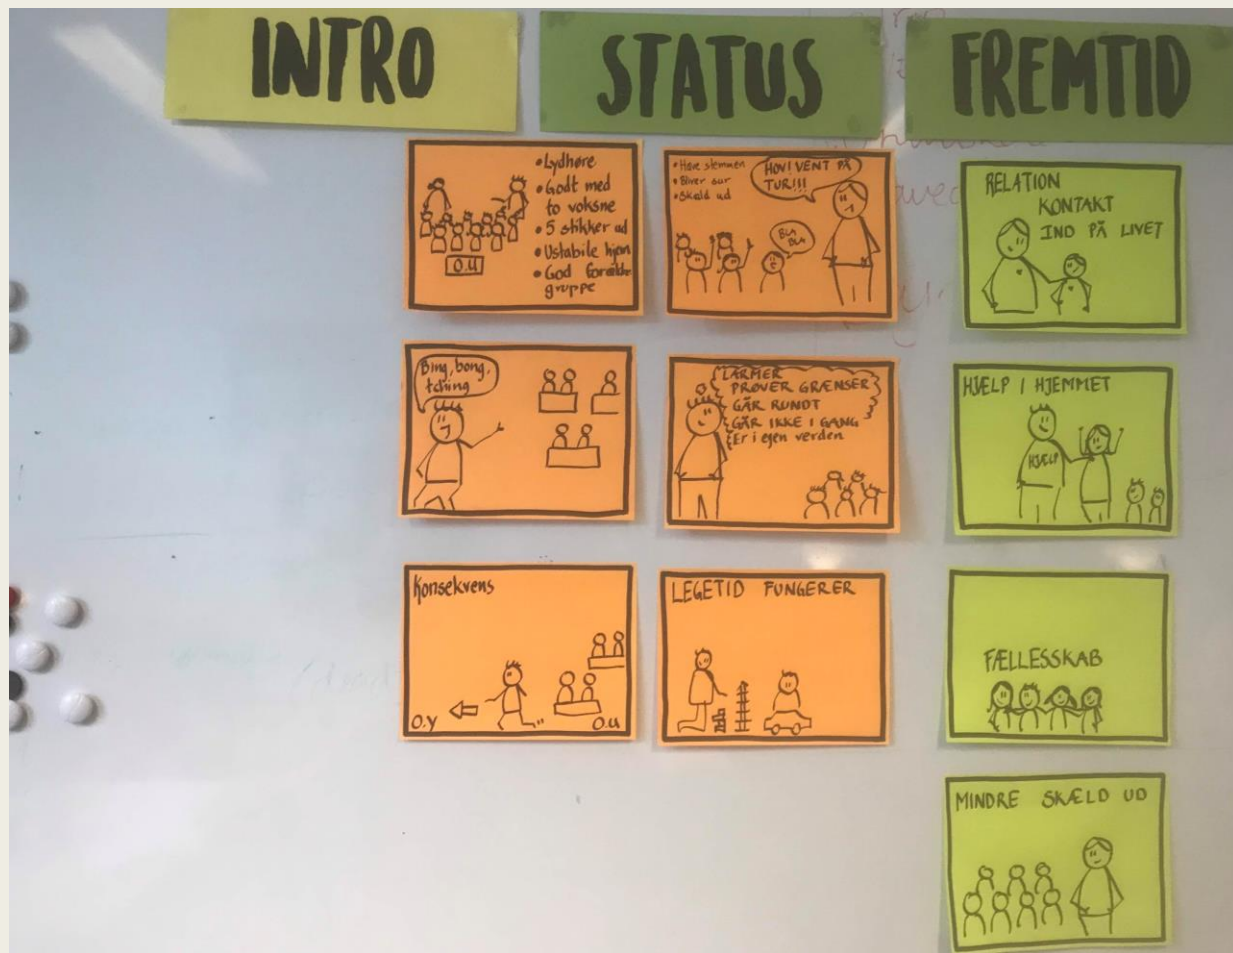 INTRO
STATUS
FREMTID
• Lydhøre
• Godt med
to voksne
• 5 stikker ud
• Ustabile hjem
• God forælde
gruppe
O.U
• Hæve stemmen
• Bliver sur
• Skæld ud
HOV! VENT PÅ
TUR!!!
BLA
BLA
RELATION
KONTAKT
IND PÅ LIVET
Bing, bong,
tching
LARMER
PRØVER GRÆNSER
GÅR RUNDT
GÅR IKKE I GANG
Er i egen verden
HJÆLP I HJEMMET
HJÆLP
Konsekvens
O.Y
O.U
LEGETID FUNGERER
FÆLLESSKAB
MINDRE SKÆLD UD